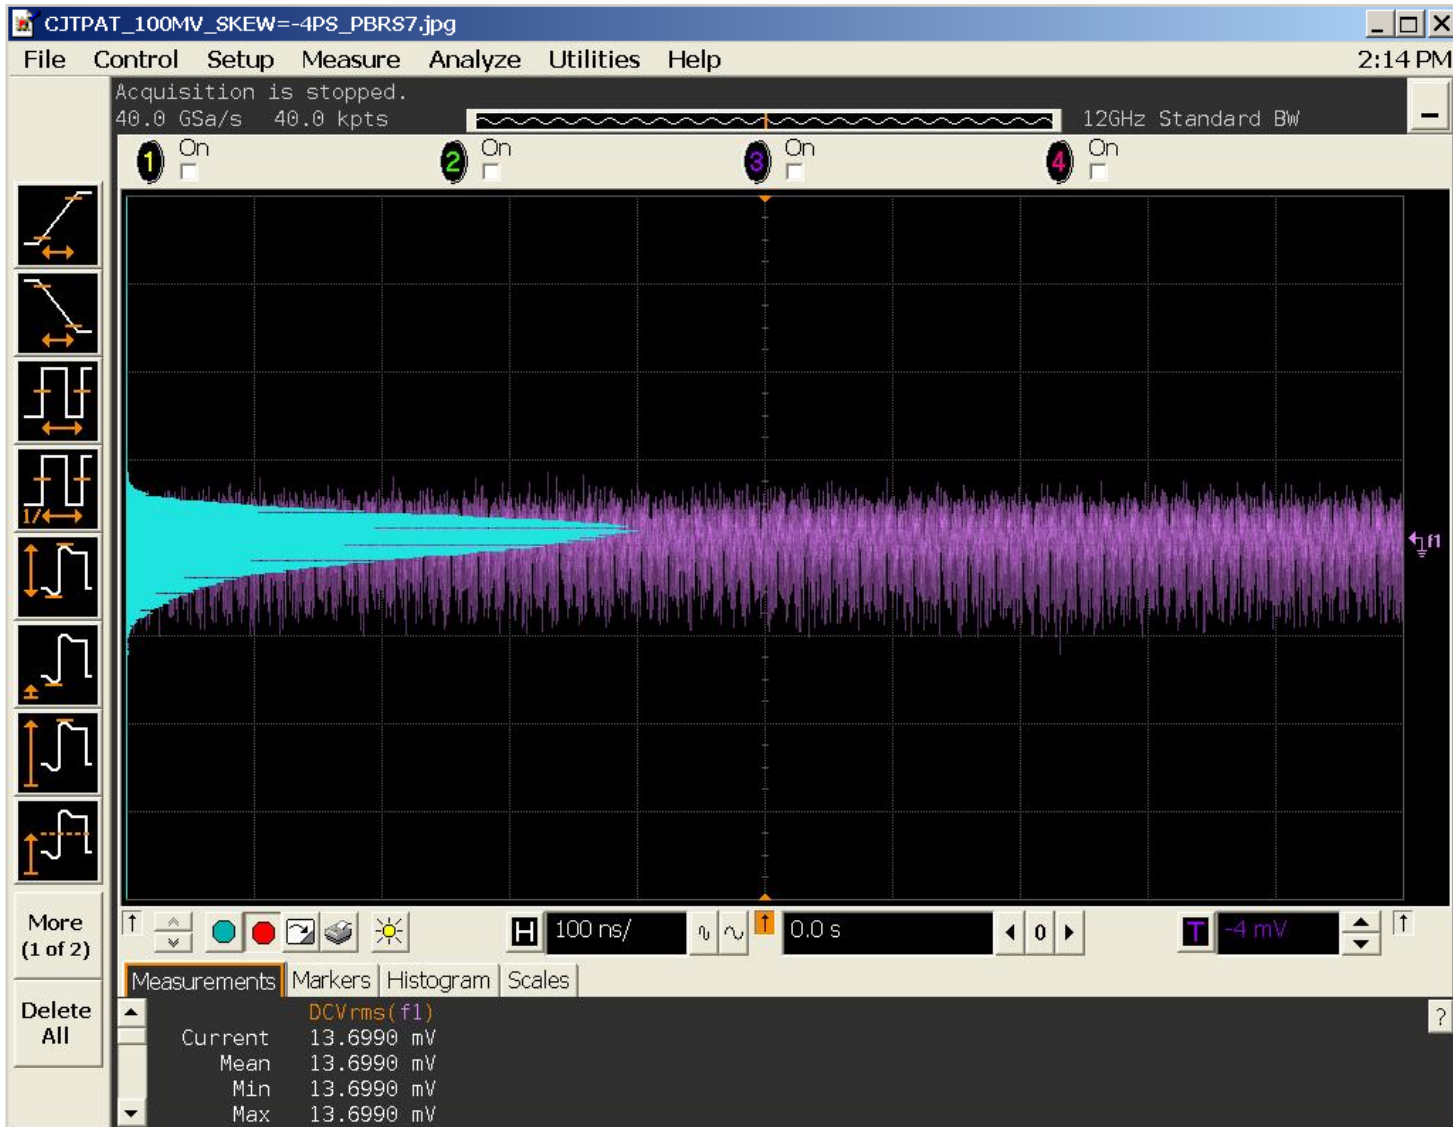 CJTPAT_100MV_SKEW=-4PS_PBRS7.jpg
File Control Setup Measure Analyze Utilities Help 2:14 PM
Acquisition is stopped.
40.0 GSa/s 40.0 kpts 12GHz Standard BW
1 On 2 On 3 On 4 On
1/
f1
More
(1 of 2)
Delete
All
H 100 ns/ 0.0 s 0 T -4 mV
Measurements Markers Histogram Scales
DCVrms(f1)
Current 13.6990 mV
Mean 13.6990 mV
Min 13.6990 mV
Max 13.6990 mV
?